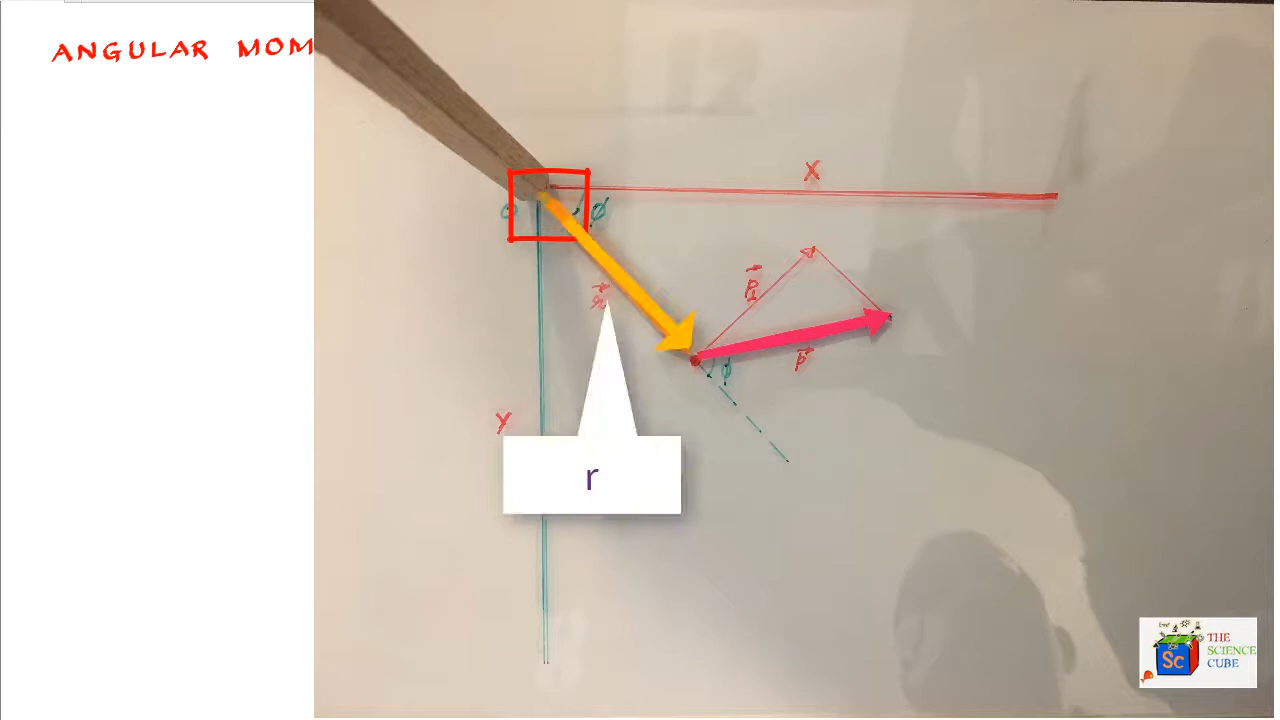 ANGULAR MOM
X
O
φ
r
P⊥
p
φ
Y
r
Sc
THE
SCIENCE
CUBE